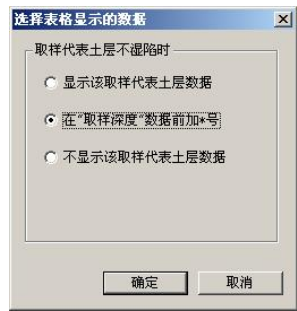 选择表格显示的数据
取样代表土层不湿陷时
显示该取样代表土层数据
在"取样深度"数据前加*号
不显示该取样代表土层数据
确定
取消